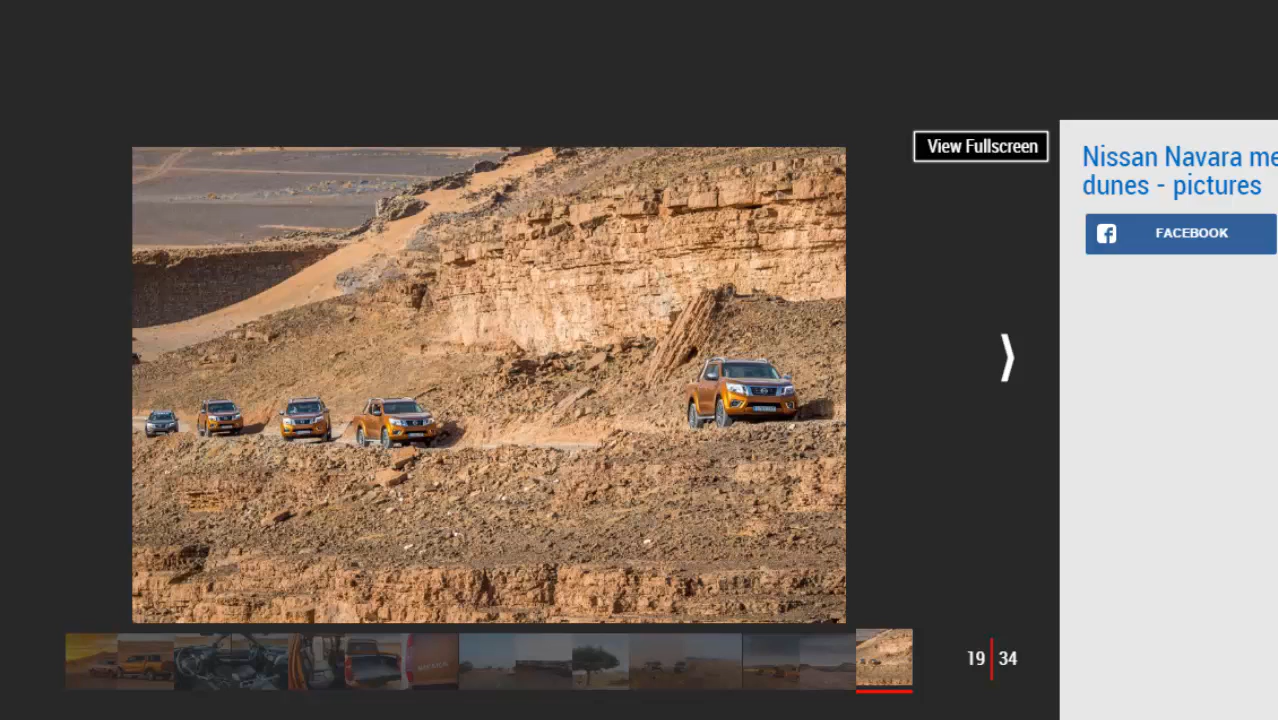 View Fullscreen
Nissan Navara me
dunes - pictures
FACEBOOK
19 34